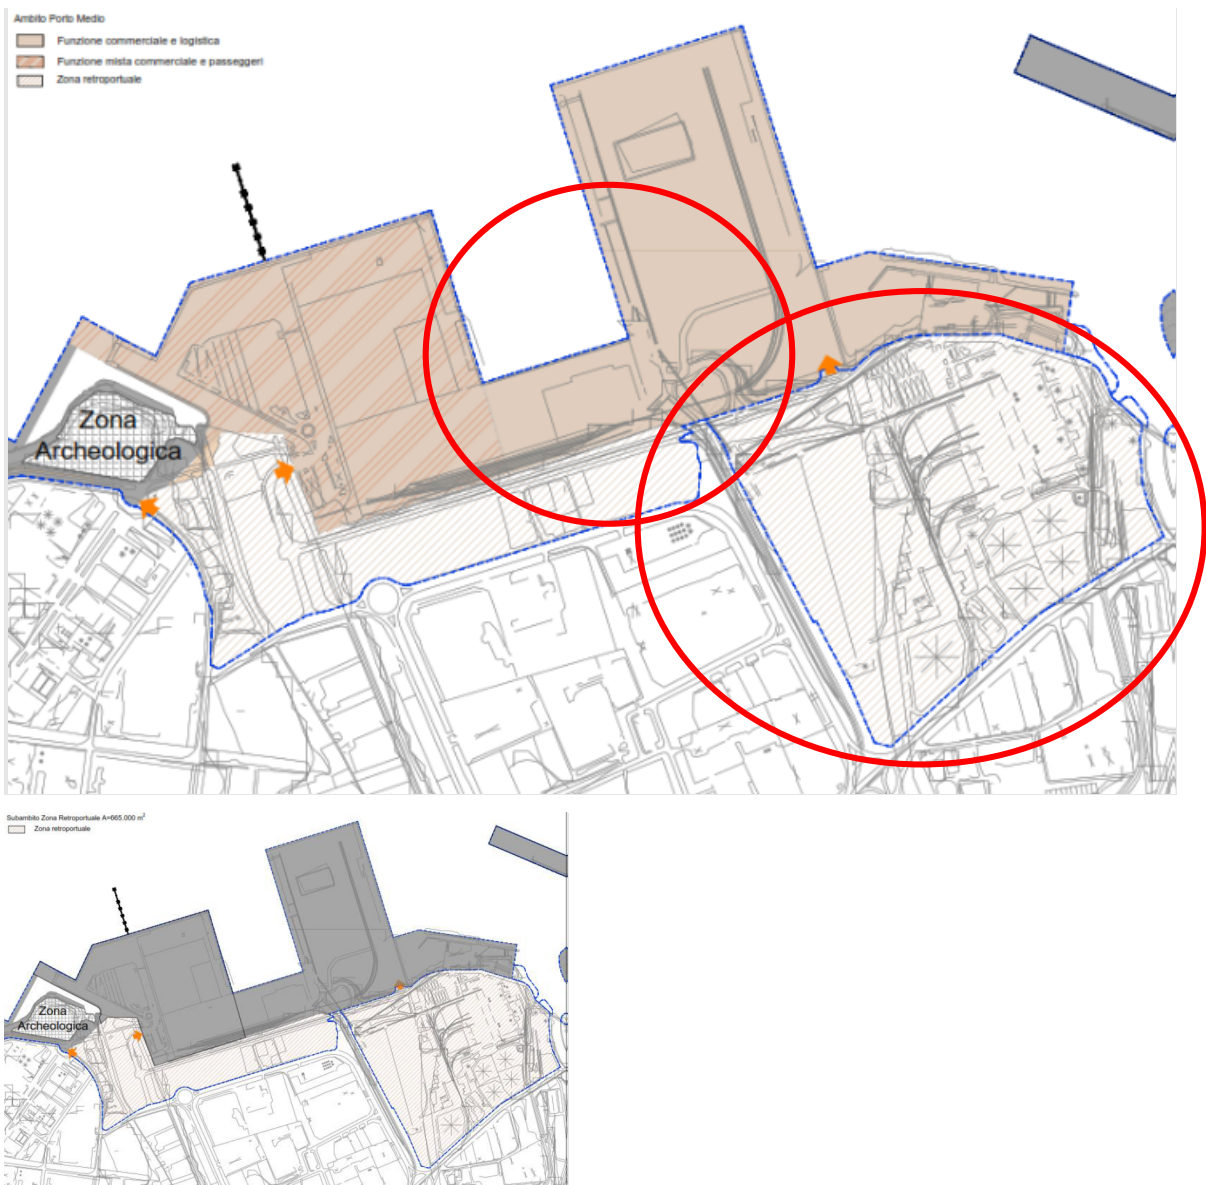 Ambito Porto Medio
Funzione commerciale e logistica
Funzione mista commerciale e passeggeri
Zona retroportuale
Zona
Archeologica
Subambito Zona Retroportuale A=665.000 m²
Zona retroportuale
Zona
Archeologica